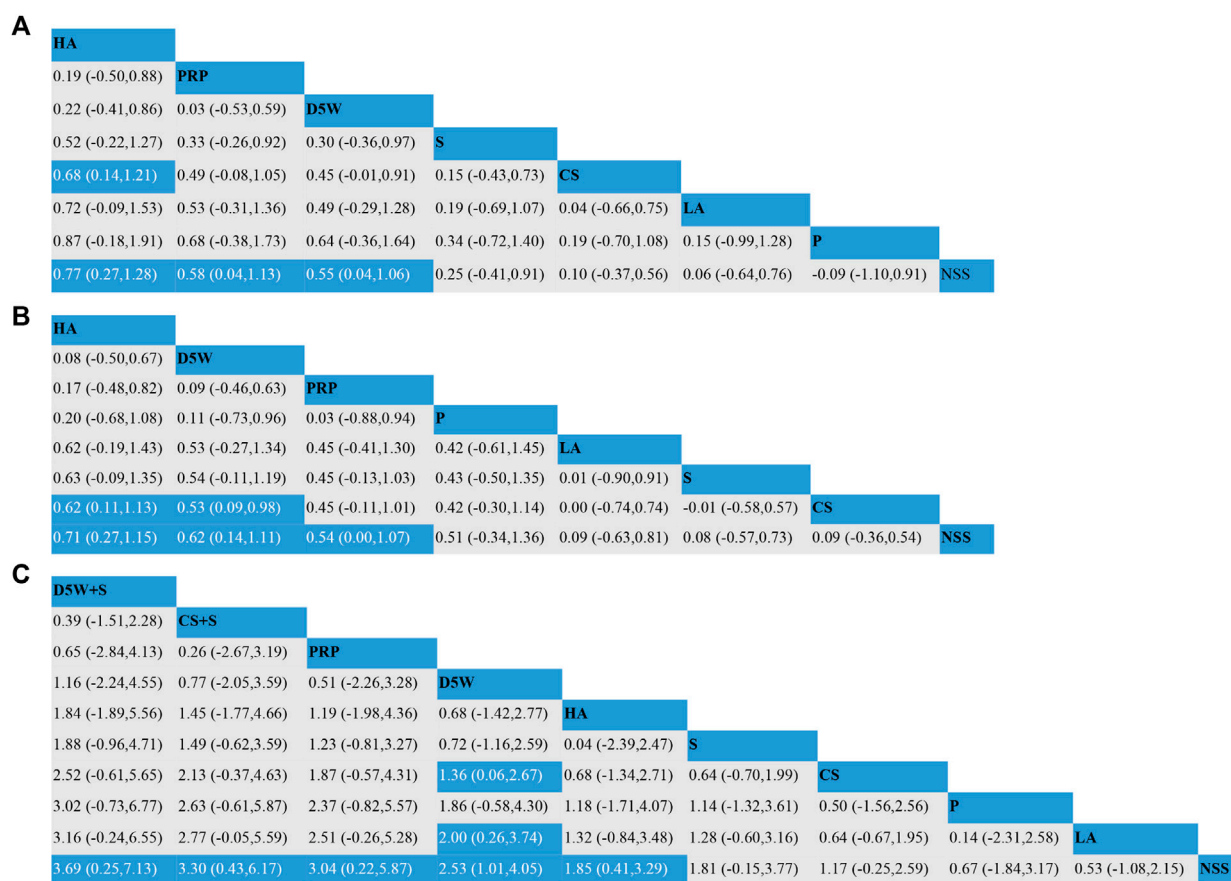 A
HA
0.19 (-0.50,0.88) PRP
0.22 (-0.41,0.86) 0.03 (-0.53,0.59) D5W
0.52 (-0.22,1.27) 0.33 (-0.26,0.92) 0.30 (-0.36,0.97) S
0.68 (0.14,1.21) 0.49 (-0.08,1.05) 0.45 (-0.01,0.91) 0.15 (-0.43,0.73) CS
0.72 (-0.09,1.53) 0.53 (-0.31,1.36) 0.49 (-0.29,1.28) 0.19 (-0.69,1.07) 0.04 (-0.66,0.75) LA
0.87 (-0.18,1.91) 0.68 (-0.38,1.73) 0.64 (-0.36,1.64) 0.34 (-0.72,1.40) 0.19 (-0.70,1.08) 0.15 (-0.99,1.28) P
0.77 (0.27,1.28) 0.58 (0.04,1.13) 0.55 (0.04,1.06) 0.25 (-0.41,0.91) 0.10 (-0.37,0.56) 0.06 (-0.64,0.76) -0.09 (-1.10,0.91) NSS
B
HA
0.08 (-0.50,0.67) D5W
0.17 (-0.48,0.82) 0.09 (-0.46,0.63) PRP
0.20 (-0.68,1.08) 0.11 (-0.73,0.96) 0.03 (-0.88,0.94) P
0.62 (-0.19,1.43) 0.53 (-0.27,1.34) 0.45 (-0.41,1.30) 0.42 (-0.61,1.45) LA
0.63 (-0.09,1.35) 0.54 (-0.11,1.19) 0.45 (-0.13,1.03) 0.43 (-0.50,1.35) 0.01 (-0.90,0.91) S
0.62 (0.11,1.13) 0.53 (0.09,0.98) 0.45 (-0.11,1.01) 0.42 (-0.30,1.14) 0.00 (-0.74,0.74) -0.01 (-0.58,0.57) CS
0.71 (0.27,1.15) 0.62 (0.14,1.11) 0.54 (0.00,1.07) 0.51 (-0.34,1.36) 0.09 (-0.63,0.81) 0.08 (-0.57,0.73) 0.09 (-0.36,0.54) NSS
C
D5W+S
0.39 (-1.51,2.28) CS+S
0.65 (-2.84,4.13) 0.26 (-2.67,3.19) PRP
1.16 (-2.24,4.55) 0.77 (-2.05,3.59) 0.51 (-2.26,3.28) D5W
1.84 (-1.89,5.56) 1.45 (-1.77,4.66) 1.19 (-1.98,4.36) 0.68 (-1.42,2.77) HA
1.88 (-0.96,4.71) 1.49 (-0.62,3.59) 1.23 (-0.81,3.27) 0.72 (-1.16,2.59) 0.04 (-2.39,2.47) S
2.52 (-0.61,5.65) 2.13 (-0.37,4.63) 1.87 (-0.57,4.31) 1.36 (0.06,2.67) 0.68 (-1.34,2.71) 0.64 (-0.70,1.99) CS
3.02 (-0.73,6.77) 2.63 (-0.61,5.87) 2.37 (-0.82,5.57) 1.86 (-0.58,4.30) 1.18 (-1.71,4.07) 1.14 (-1.32,3.61) 0.50 (-1.56,2.56) P
3.16 (-0.24,6.55) 2.77 (-0.05,5.59) 2.51 (-0.26,5.28) 2.00 (0.26,3.74) 1.32 (-0.84,3.48) 1.28 (-0.60,3.16) 0.64 (-0.67,1.95) 0.14 (-2.31,2.58) LA
3.69 (0.25,7.13) 3.30 (0.43,6.17) 3.04 (0.22,5.87) 2.53 (1.01,4.05) 1.85 (0.41,3.29) 1.81 (-0.15,3.77) 1.17 (-0.25,2.59) 0.67 (-1.84,3.17) 0.53 (-1.08,2.15) NSS